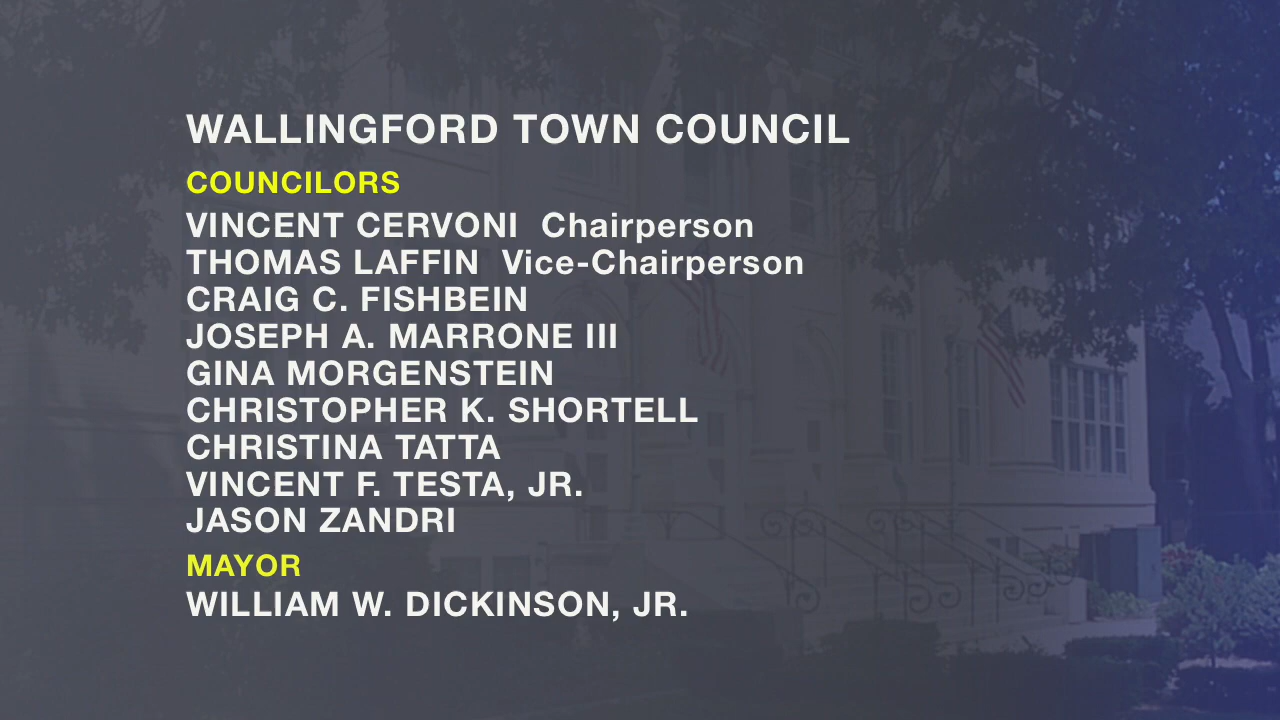 WALLINGFORD TOWN COUNCIL
COUNCILORS
VINCENT CERVONI Chairperson
THOMAS LAFFIN Vice-Chairperson
CRAIG C. FISHBEIN
JOSEPH A. MARRONE III
GINA MORGENSTEIN
CHRISTOPHER K. SHORTELL
CHRISTINA TATTA
VINCENT F. TESTA, JR.
JASON ZANDRI
MAYOR
WILLIAM W. DICKINSON, JR.